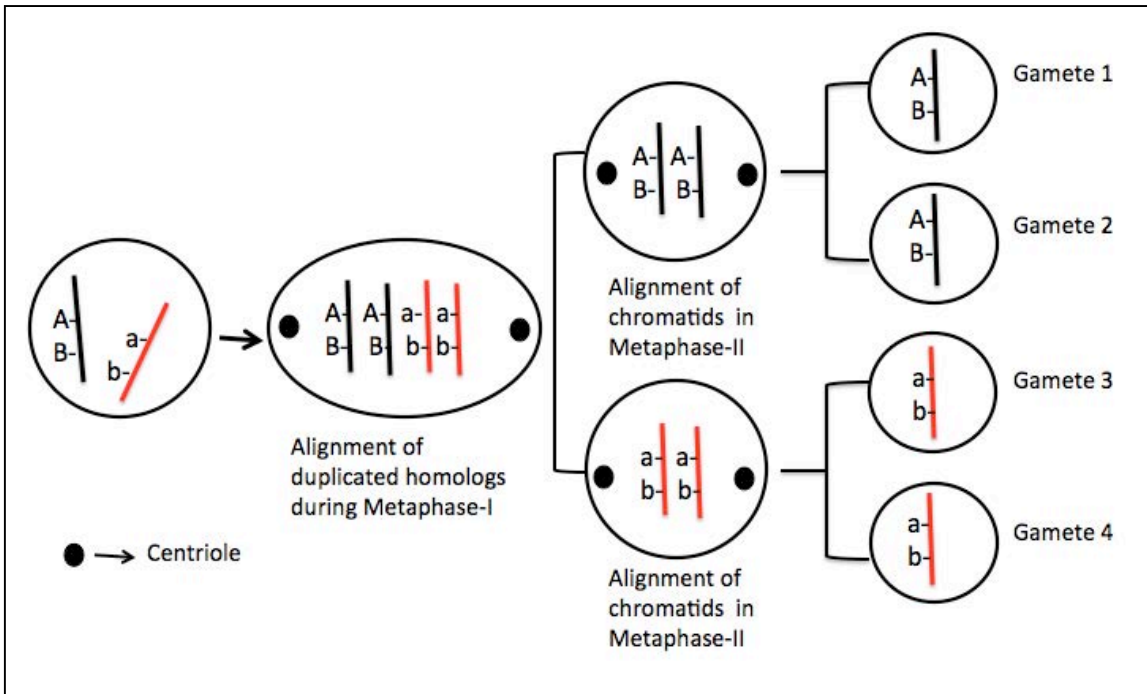 A-
B-
a-
b-
A- A- a- a-
B- B- b- b-
Alignment of
duplicated homologs
during Metaphase-I
Centriole
A- A-
B- B-
Alignment of
chromatids in
Metaphase-II
a- a-
b- b-
Alignment of
chromatids in
Metaphase-II
A-
B-
Gamete 1
A-
B-
Gamete 2
a-
b-
Gamete 3
a-
b-
Gamete 4